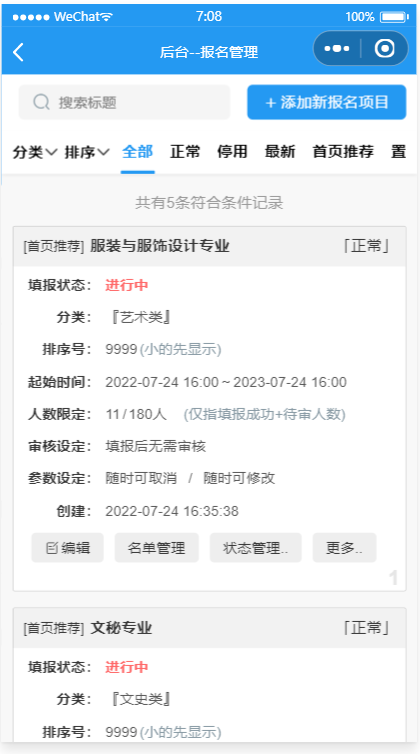 WeChat 7:08 100%
后台--报名管理
搜索标题 + 添加新报名项目
分类 排序 全部 正常 停用 最新 首页推荐 置
共有5条符合条件记录
[首页推荐] 服装与服饰设计专业 「正常」
填报状态： 进行中
分类： 『艺术类』
排序号： 9999 (小的先显示)
起始时间： 2022-07-24 16:00 ~ 2023-07-24 16:00
人数限定： 11/180人 (仅指填报成功+待审人数)
审核设定： 填报后无需审核
参数设定： 随时可取消 / 随时可修改
创建： 2022-07-24 16:35:38
编辑 名单管理 状态管理.. 更多..
1
[首页推荐] 文秘专业 「正常」
填报状态： 进行中
分类： 『文史类』
排序号： 9999 (小的先显示)